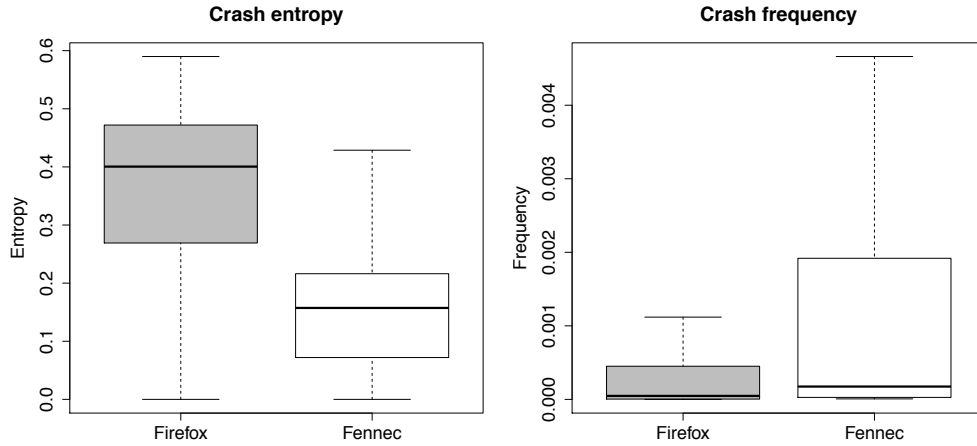 Crash entropy
Entropy
0.6
0.5
0.4
0.3
0.2
0.1
0.0
Firefox
Fennec
Crash frequency
Frequency
0.004
0.003
0.002
0.001
0.000
Firefox
Fennec